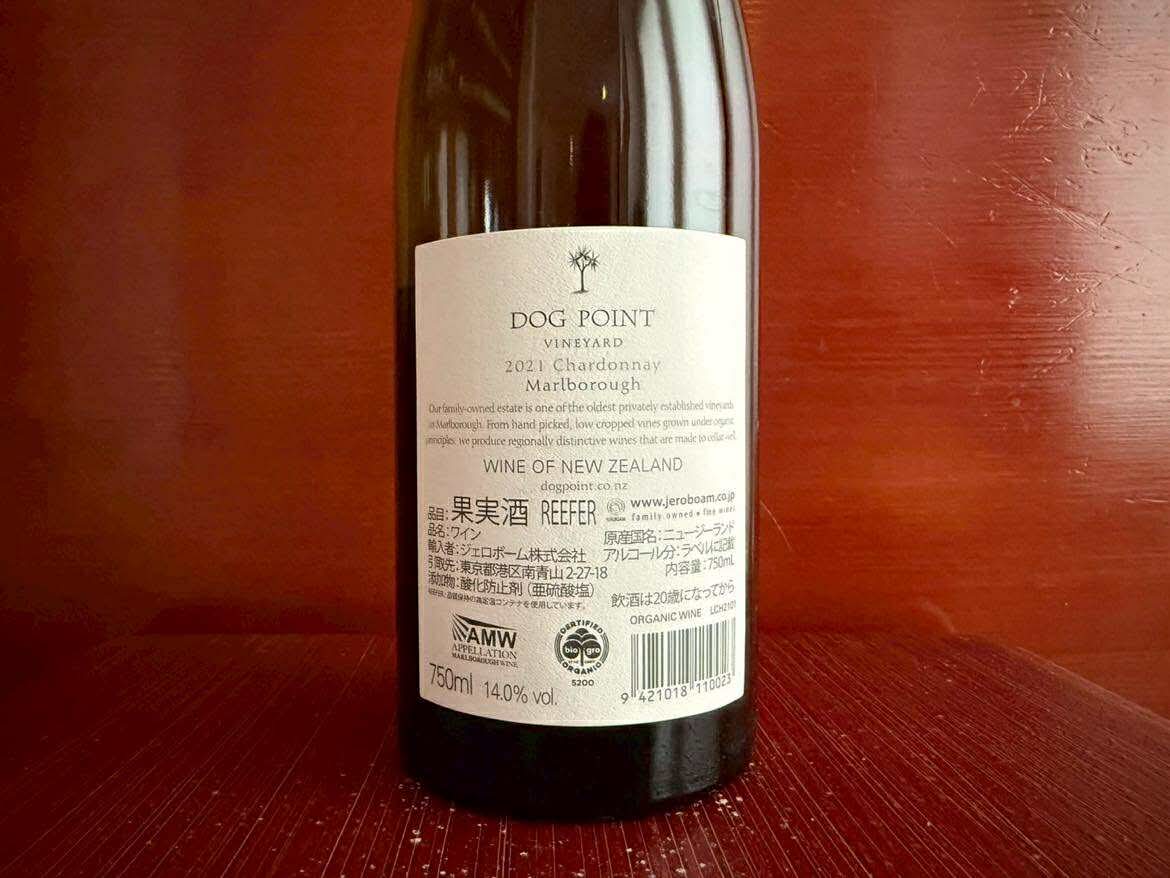 DOG POINT
VINEYARD
2021 Chardonnay
Marlborough
Our family-owned estate is one of the oldest privately established vineyards
in Marlborough. From hand picked, low cropped vines grown under organic
principles, we produce regionally distinctive wines that are made to cellar well.
WINE OF NEW ZEALAND
dogpoint.co.nz
品目:果実酒 REEFER
JEROBOAM www.jeroboam.co.jp
family owned • fine wines
品名:ワイン
原産国名:ニュージーランド
輸入者:ジェロボーム株式会社
アルコール分:ラベルに記載
引取先:東京都港区南青山 2-27-18
内容量:750mL
添加物:酸化防止剤(亜硫酸塩)
飲酒は20歳になってから
ORGANIC WINE LCH2101
AMW
APPELLATION
MARLBOROUGH WINE
CERTIFIED
bio gro
ORGANIC
5200
750ml 14.0% vol.
9 421018 110023